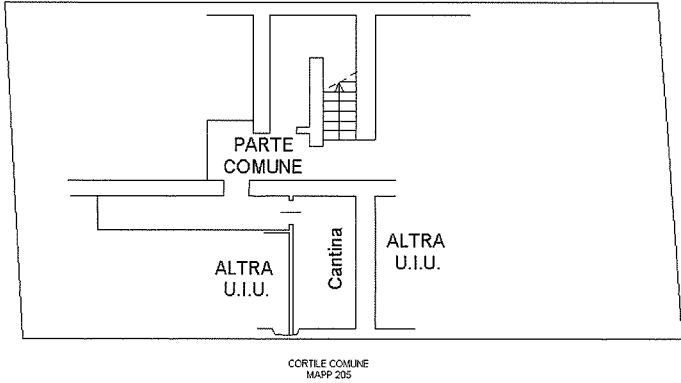 PARTE
COMUNE
ALTRA
U.I.U.
Cantina
ALTRA
U.I.U.
CORTILE COMUNE
MAPP 205